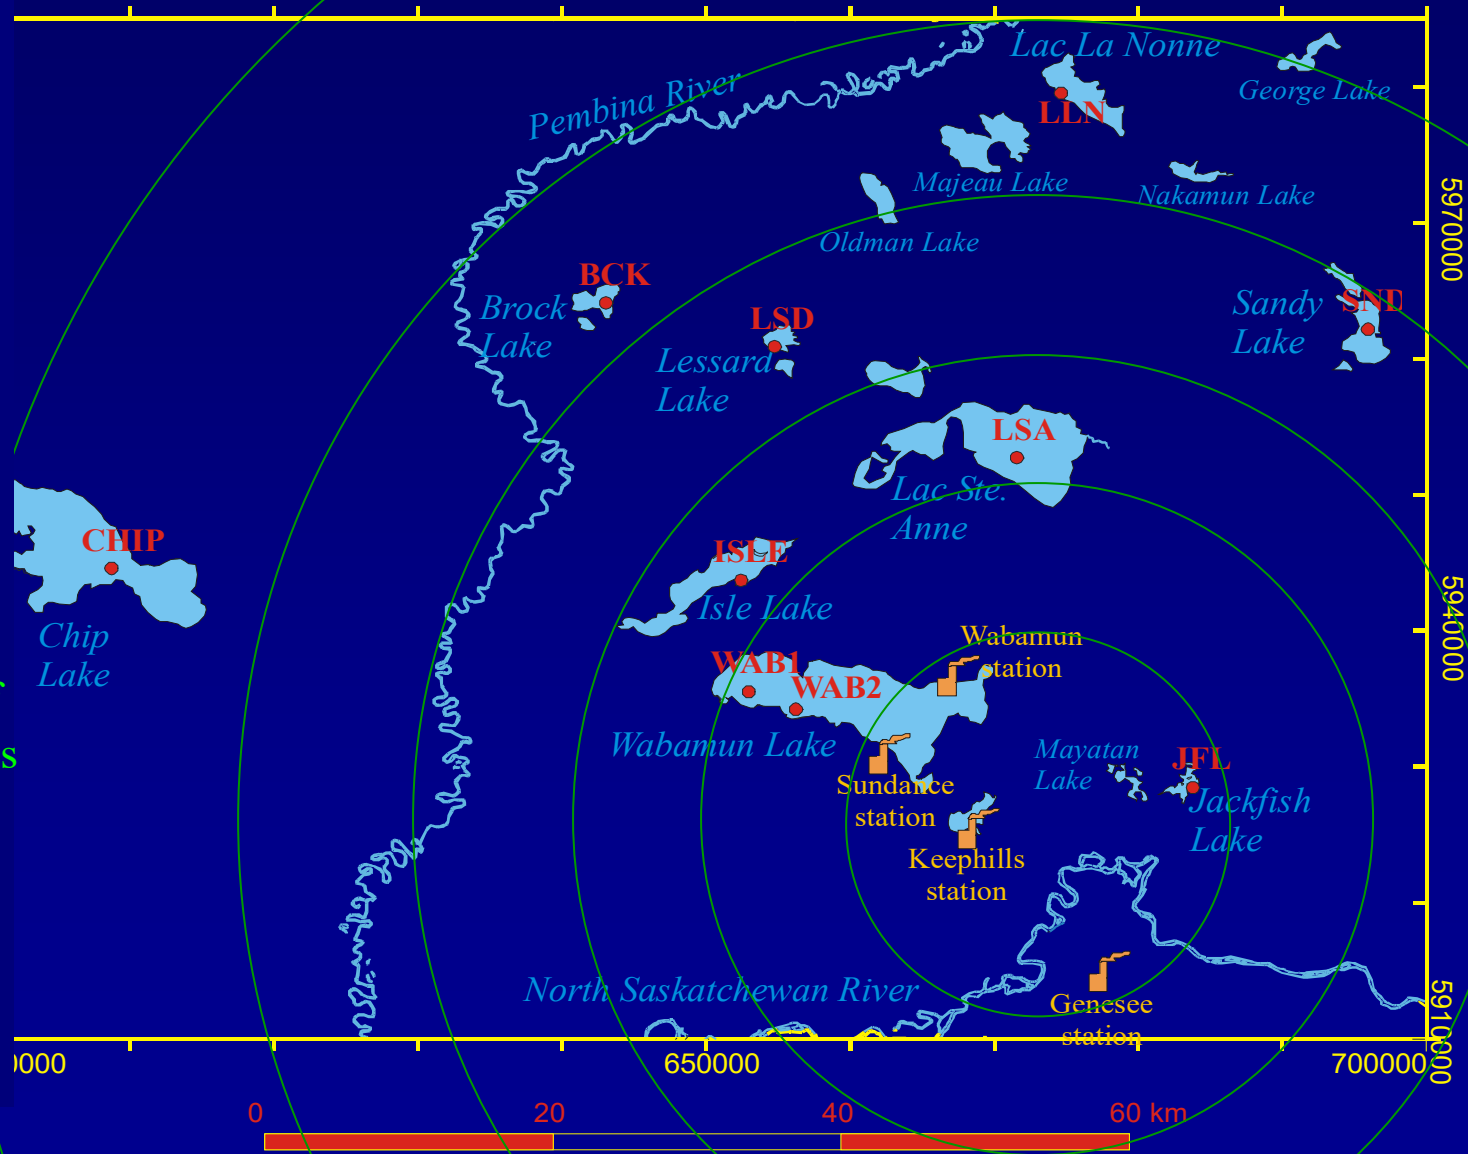 Lac La Nonne
Pembina River
George Lake
LLN
Majeau Lake
Nakamun Lake
5970000
Oldman Lake
BCK
Brock
Lake
LSD
Lessard
Lake
Sandy
Lake
SND
LSA
Lac Ste.
Anne
CHIP
Chip
Lake
ISLE
Isle Lake
5940000
Wabamun
station
WAB1
WAB2
Wabamun Lake
Sundance
station
Mayatan
Lake
JFL
Jackfish
Lake
s
Keephills
station
North Saskatchewan River
Genesee
station
5910000
0000
650000
700000
0
20
40
60 km